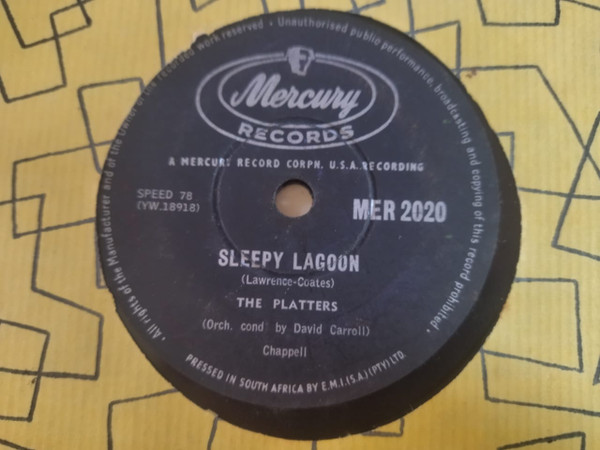 · All rights of the Manufacturer and of the Owner of the recorded work reserved · Unauthorised public performance, broadcasting and copying of this record prohibited ·
Mercury
RECORDS
A MERCURY RECORD CORPN. U.S.A. RECORDING
SPEED 78
(YW.18918)
MER 2020
SLEEPY LAGOON
(Lawrence-Coates)
THE PLATTERS
(Orch. cond by David Carroll)
Chappell
PRESSED IN SOUTH AFRICA BY E.M.I.(S.A.)(PTY) LTD.